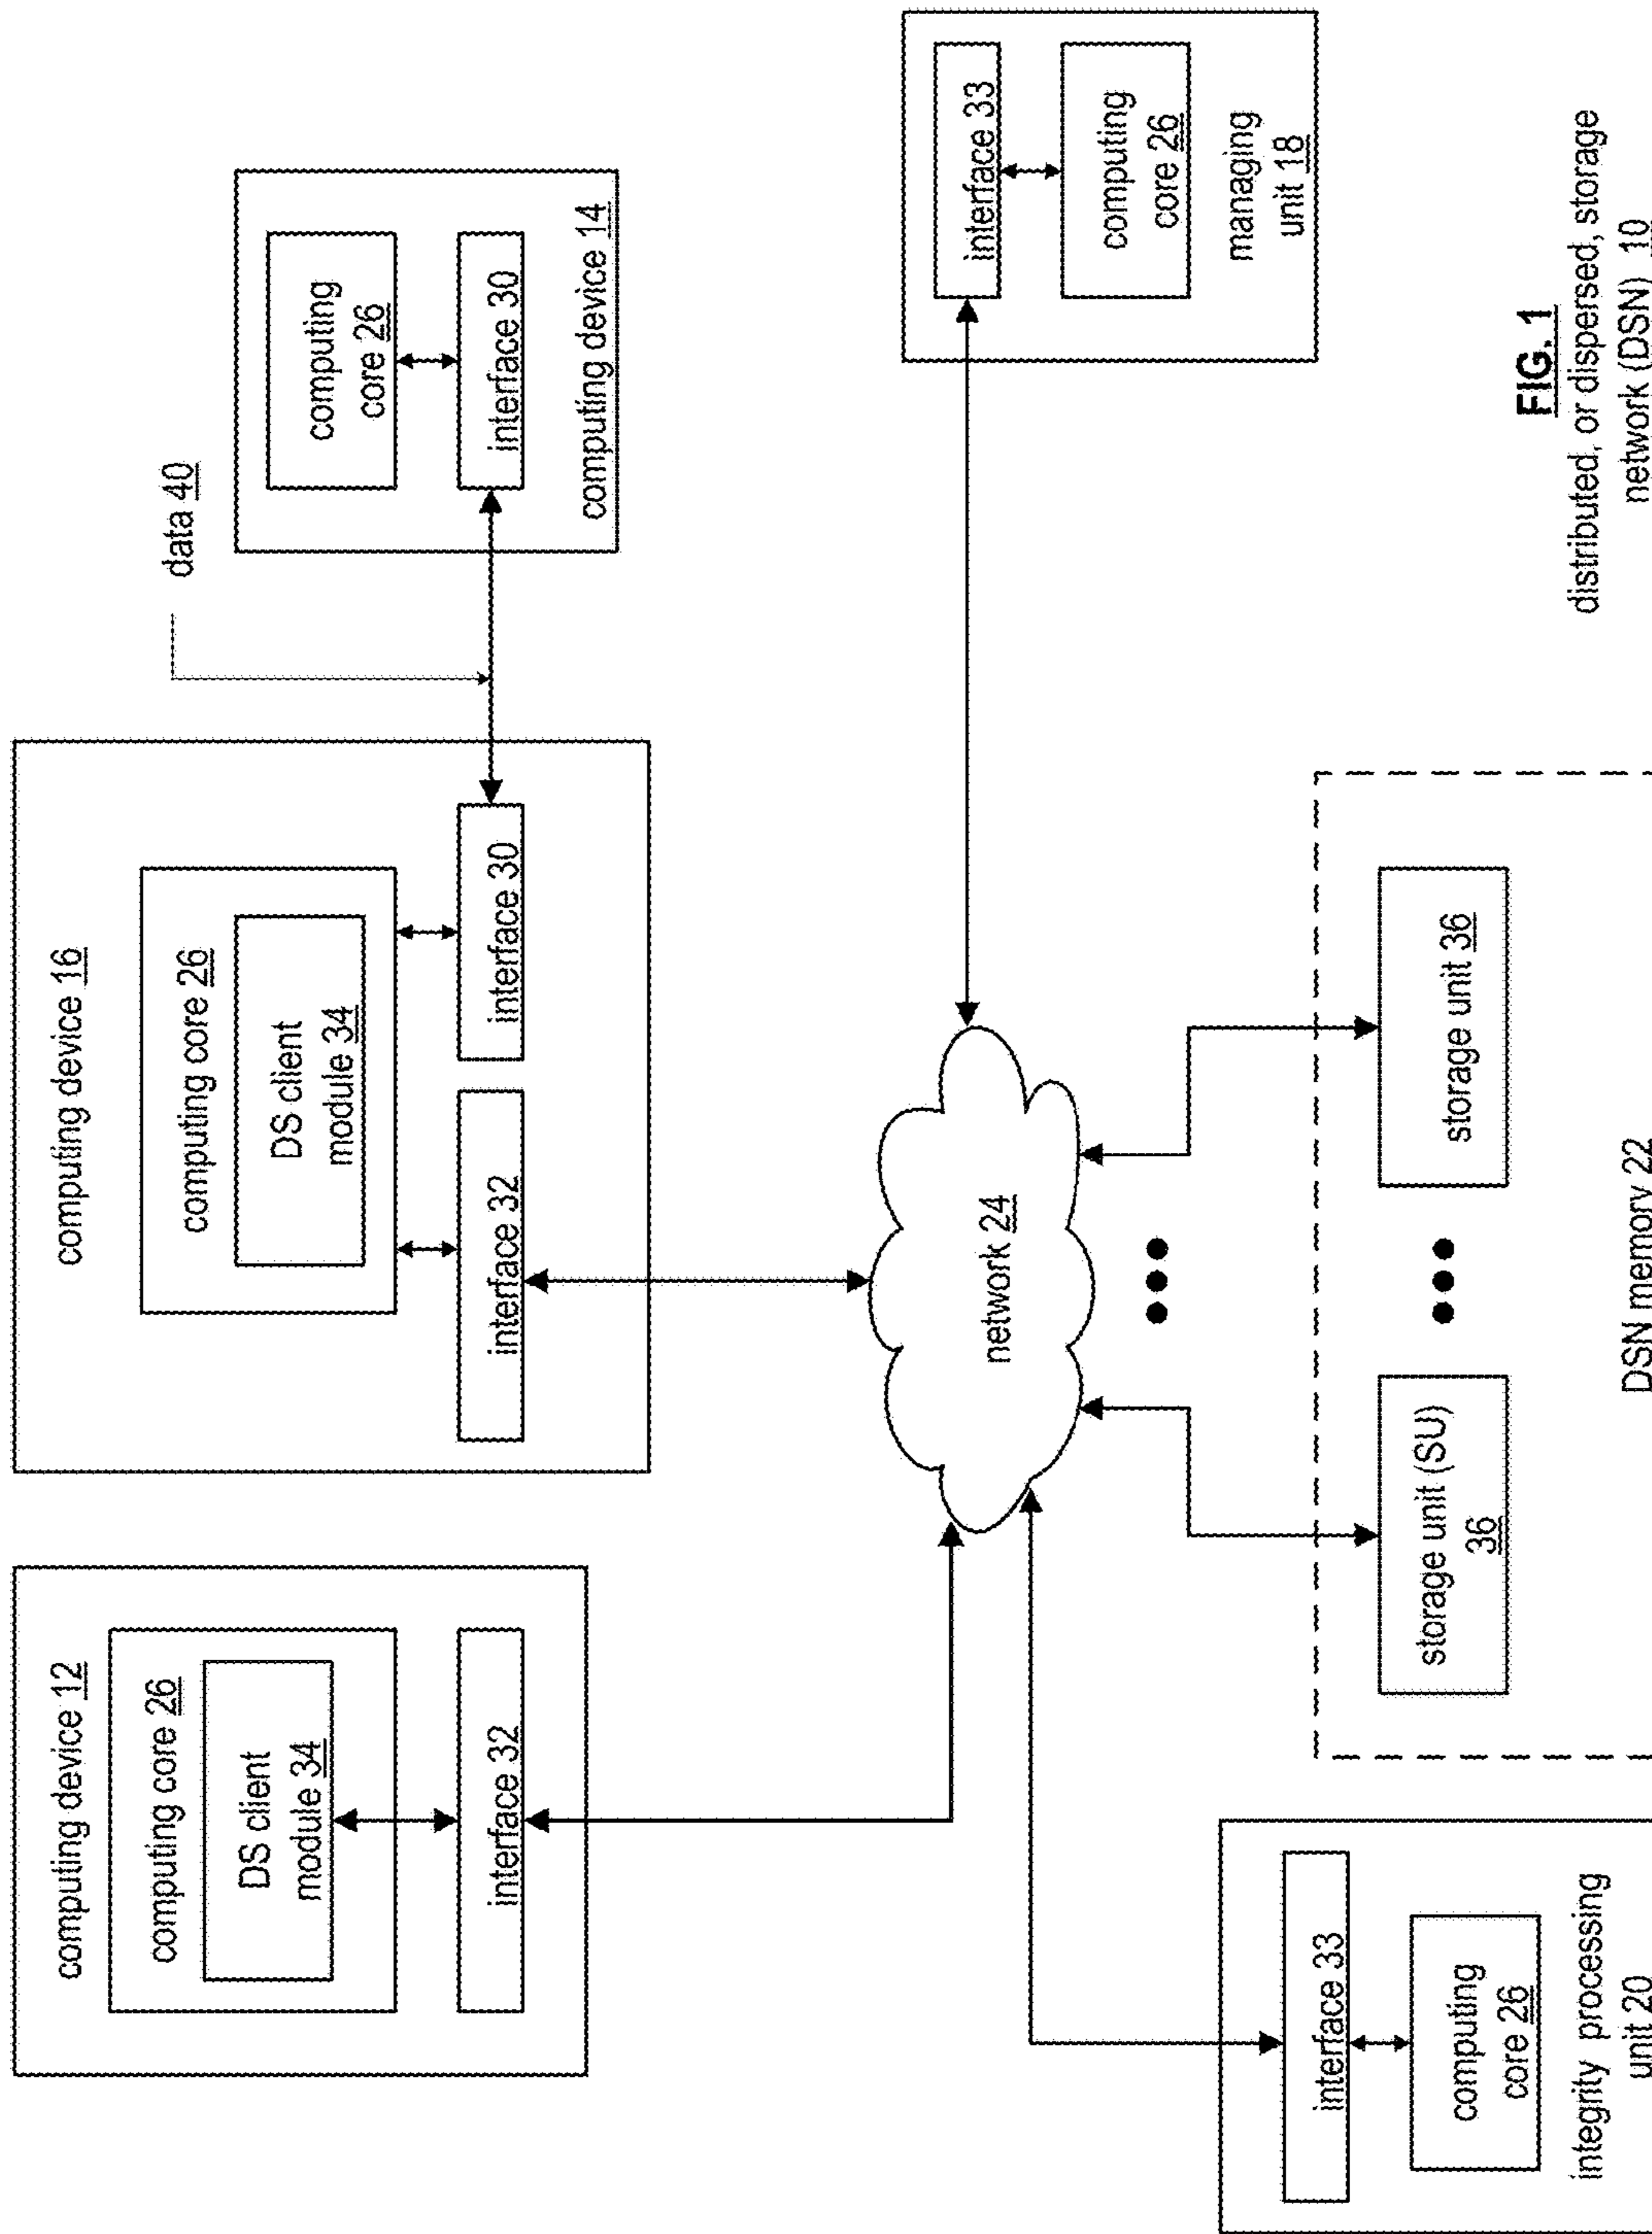 computing device 12
computing core 26
DS client
module 34
interface 32
computing device 16
computing core 26
DS client
module 34
interface 32
interface 30
data 40
computing
core 26
interface 30
computing device 14
network 24
interface 33
computing
core 26
managing
unit 18
interface 33
computing
core 26
integrity processing
unit 20
storage unit (SU)
36
storage unit 36
DSN memory 22
FIG. 1
distributed, or dispersed, storage
network (DSN) 10